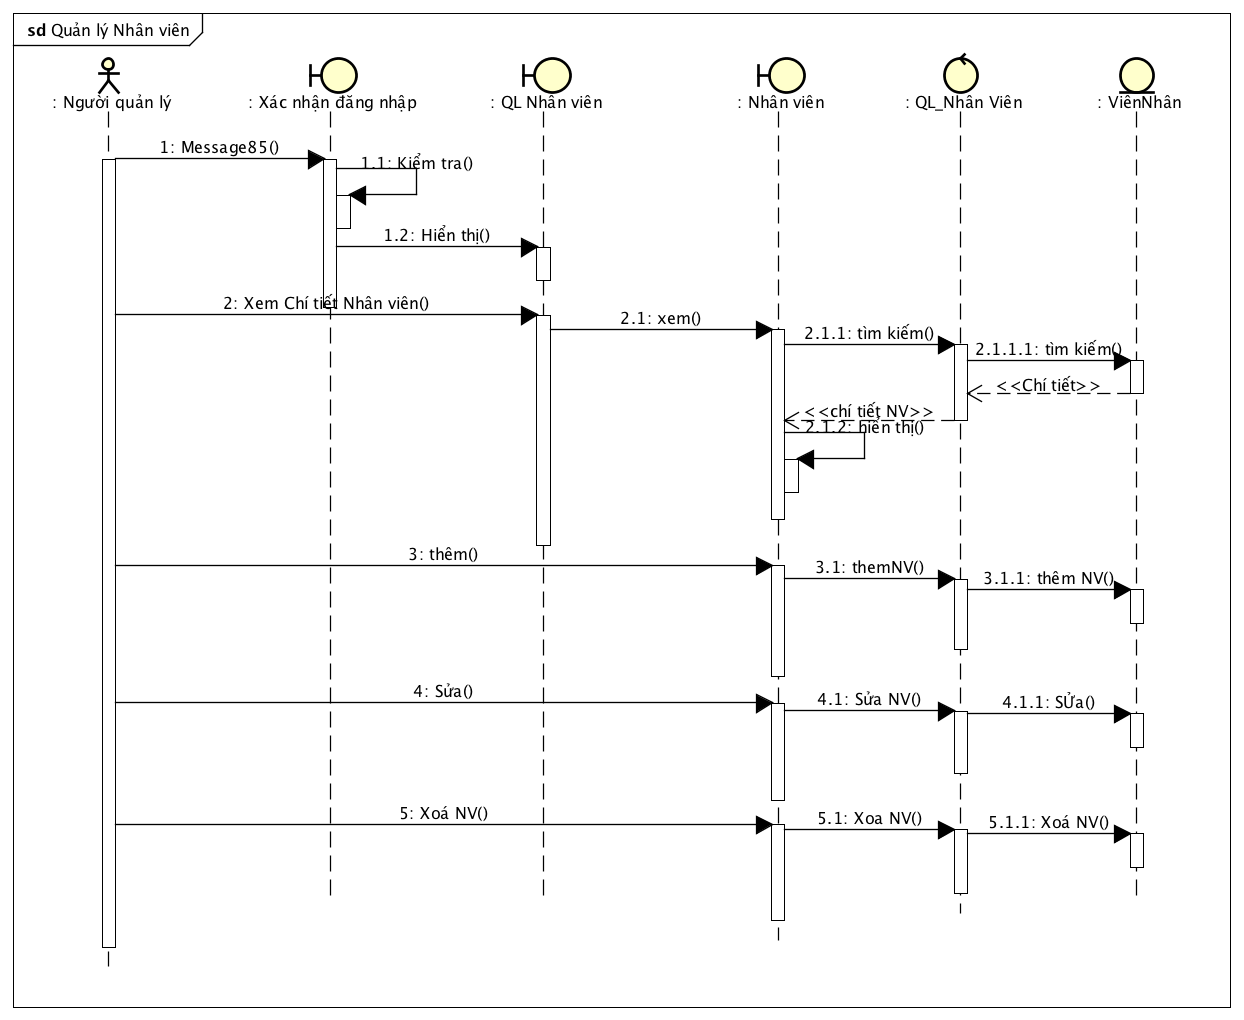 sd Quản lý Nhân viên
: Người quản lý
: Xác nhận đăng nhập
: QL Nhân viên
: Nhân viên
: QL_Nhân Viên
: ViênNhân
1: Message85()
1.1: Kiểm tra()
1.2: Hiển thị()
2: Xem Chí tiết Nhân viên()
2.1: xem()
2.1.1: tìm kiếm()
2.1.1.1: tìm kiếm()
<<Chí tiết>>
<<chí tiết NV>>
2.1.2: hiển thị()
3: thêm()
3.1: themNV()
3.1.1: thêm NV()
4: Sửa()
4.1: Sửa NV()
4.1.1: SỬa()
5: Xoá NV()
5.1: Xoa NV()
5.1.1: Xoá NV()